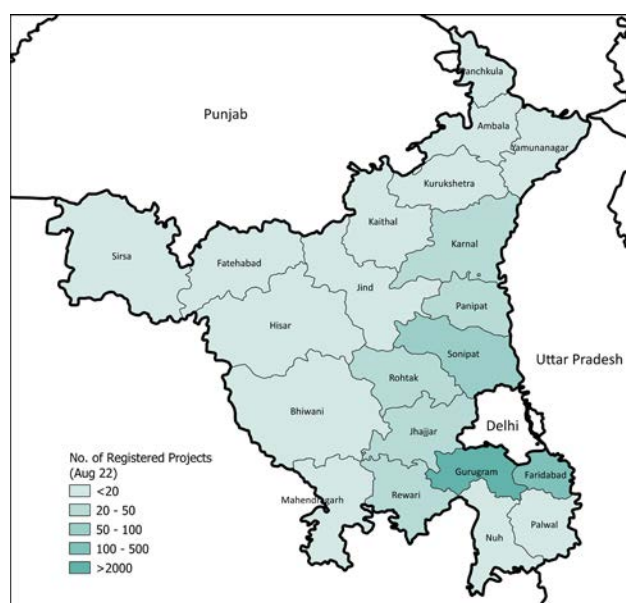 Panchkula
Punjab
Ambala
Yamunanagar
Kurukshetra
Kaithal
Karnal
Sirsa
Fatehabad
Jind
Panipat
Hisar
Sonipat
Uttar Pradesh
Rohtak
Bhiwani
Delhi
Jhajjar
No. of Registered Projects
(Aug 22)
<20
20 - 50
50 - 100
100 - 500
>2000
Gurugram
Faridabad
Mahendragarh
Rewari
Nuh
Palwal